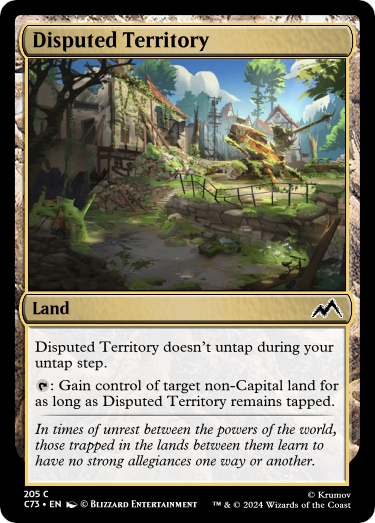 Disputed Territory
Land
Disputed Territory doesn't untap during your
untap step.
: Gain control of target non-Capital land for
as long as Disputed Territory remains tapped.
In times of unrest between the powers of the world,
those trapped in the lands between them learn to
have no strong allegiances one way or another.
205 C
C73 • EN Blizzard Entertainment
© Krumov
™ & © 2024 Wizards of the Coast